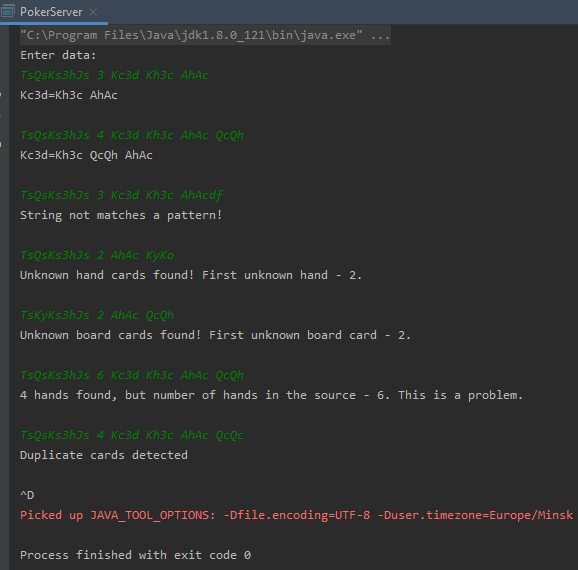 PokerServer
"C:\Program Files\Java\jdk1.8.0_121\bin\java.exe" ...
Enter data:
TsQsKs3hJs 3 Kc3d Kh3c AhAc
Kc3d=Kh3c AhAc
TsQsKs3hJs 4 Kc3d Kh3c AhAc QcQh
Kc3d=Kh3c QcQh AhAc
TsQsKs3hJs 3 Kc3d Kh3c AhAcdf
String not matches a pattern!
TsQsKs3hJs 2 AhAc KyKo
Unknown hand cards found! First unknown hand - 2.
TsKyKs3hJs 2 AhAc QcQh
Unknown board cards found! First unknown board card - 2.
TsQsKs3hJs 6 Kc3d Kh3c AhAc QcQh
4 hands found, but number of hands in the source - 6. This is a problem.
TsQsKs3hJs 4 Kc3d Kh3c AhAc QcQc
Duplicate cards detected
^D
Picked up JAVA_TOOL_OPTIONS: -Dfile.encoding=UTF-8 -Duser.timezone=Europe/Minsk
Process finished with exit code 0